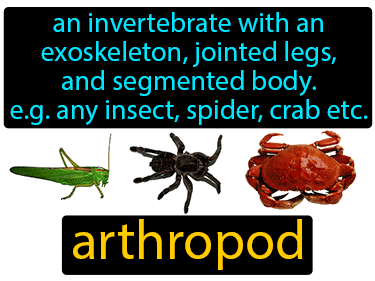 an invertebrate with an
exoskeleton, jointed legs,
and segmented body.
e.g. any insect, spider, crab etc.
arthropod